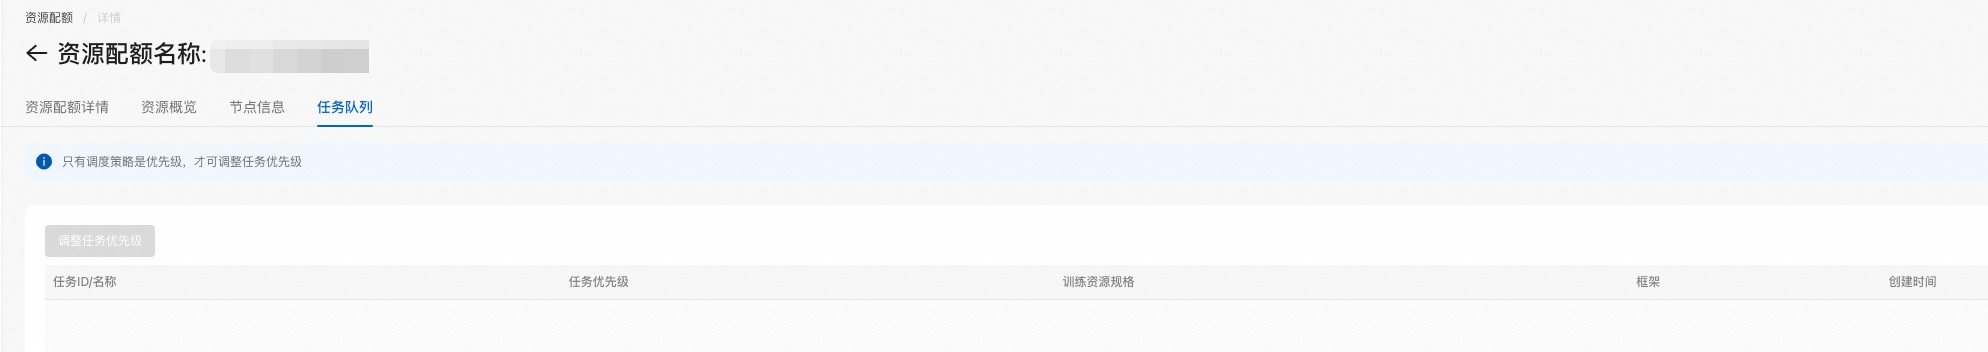 资源配额 / 详情
← 资源配额名称:
资源配额详情 资源概览 节点信息 任务队列
只有调度策略是优先级，才可调整任务优先级
调整任务优先级
任务ID/名称 任务优先级 训练资源规格 框架 创建时间